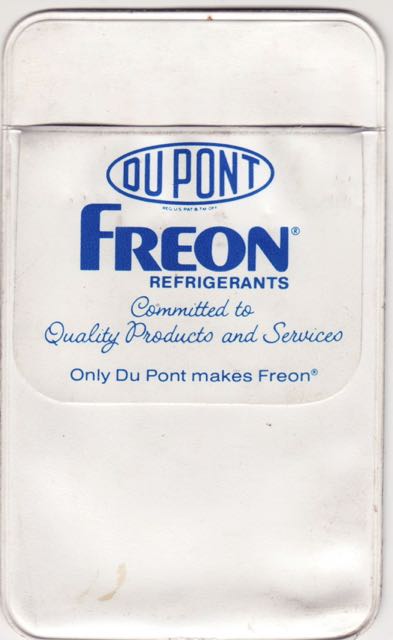 DU PONT
REG. U.S. PAT. & TM. OFF.
FREON®
REFRIGERANTS
Committed to
Quality Products and Services
Only Du Pont makes Freon®